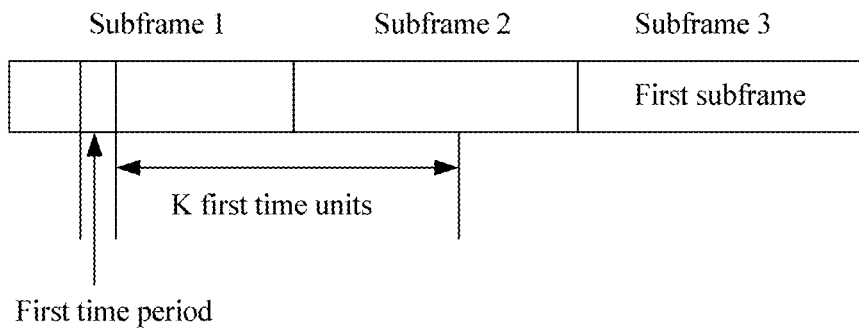 Subframe 1
Subframe 2
Subframe 3
First subframe
K first time units
First time period